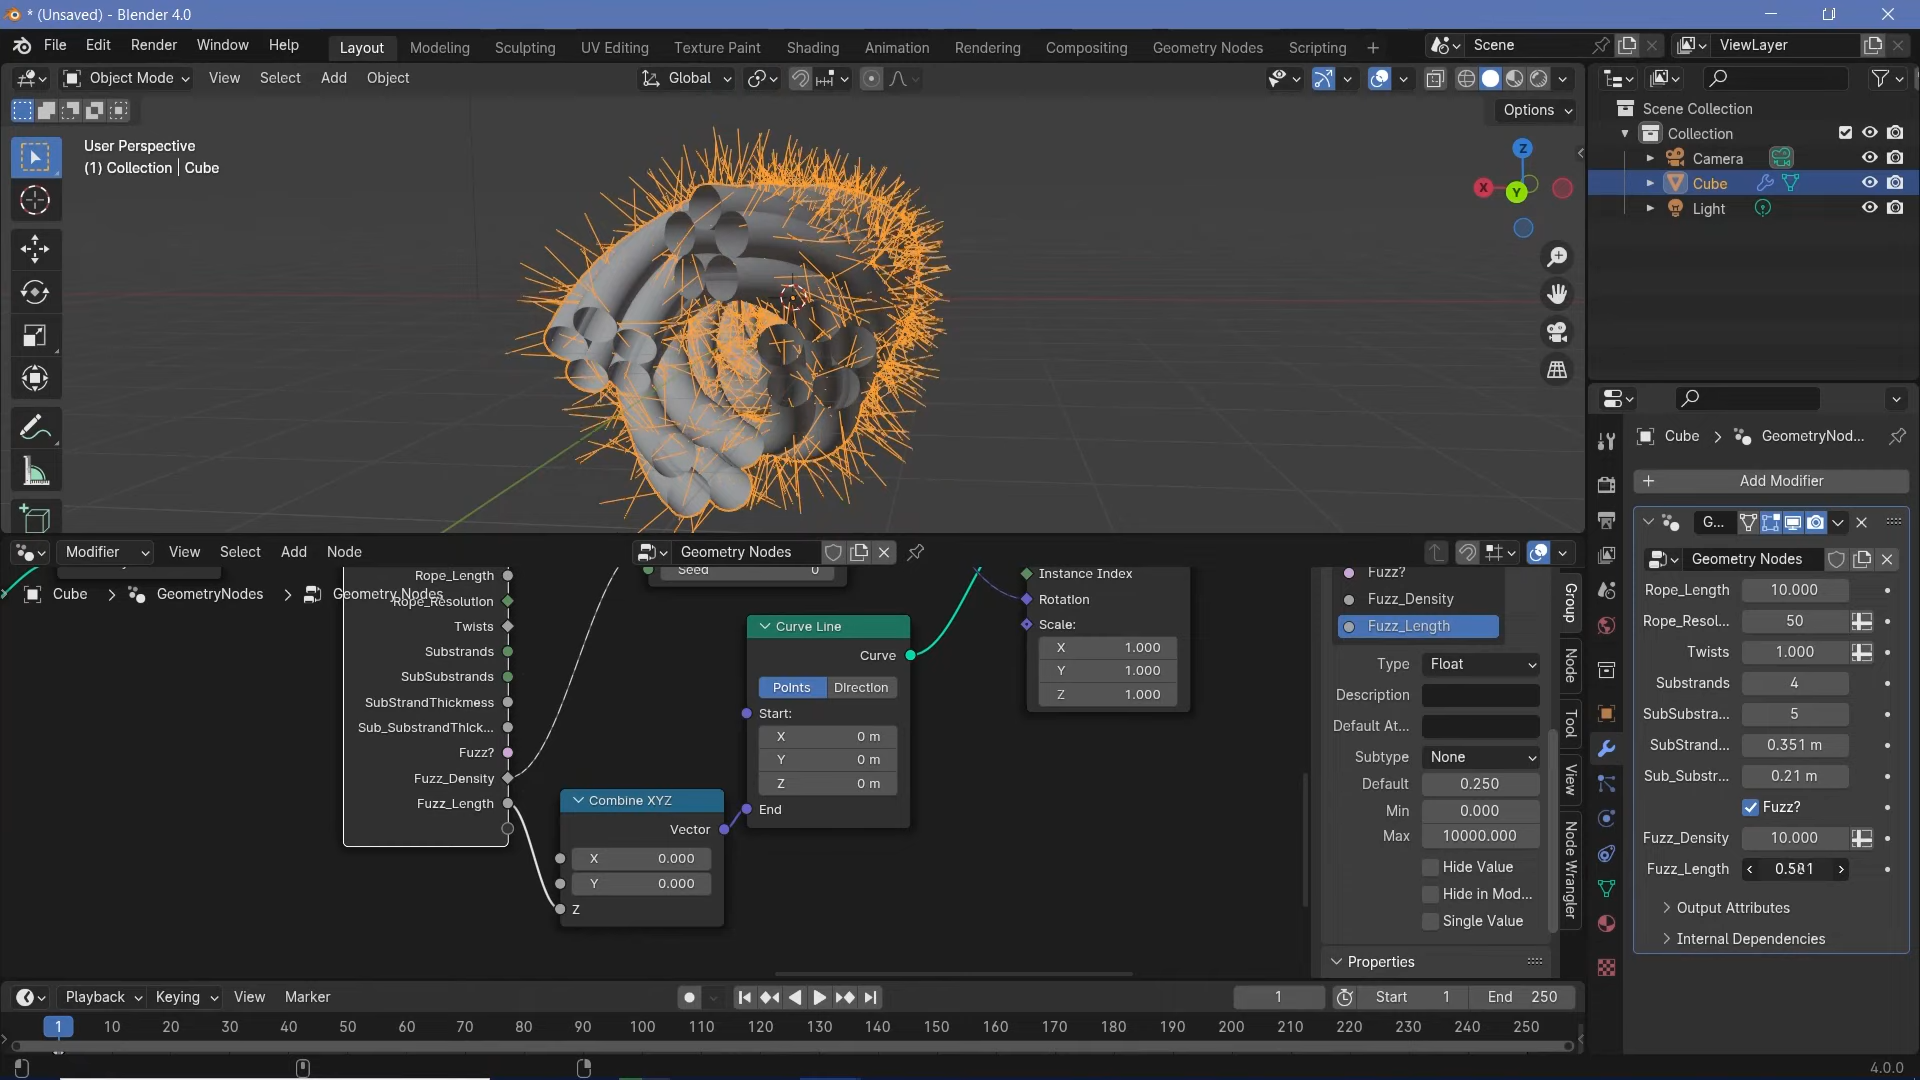 * (Unsaved) - Blender 4.0
File Edit Render Window Help
Layout Modeling Sculpting UV Editing Texture Paint Shading Animation Rendering Compositing Geometry Nodes Scripting +
Scene
ViewLayer
Object Mode View Select Add Object
Global
Options
User Perspective
(1) Collection | Cube
Z
X
Y
Scene Collection
Collection
Camera
Cube
Light
Cube > GeometryNod...
+ Add Modifier
G...
Geometry Nodes
Rope_Length 10.000
Rope_Resol... 50
Twists 1.000
Substrands 4
SubSubstra... 5
SubStrand... 0.351 m
Sub_Substr... 0.21 m
Fuzz?
Fuzz_Density 10.000
Fuzz_Length
Output Attributes
Internal Dependencies
Modifier View Select Add Node
Geometry Nodes
Cube > GeometryNodes > Geometry Nodes
Rope_Length
Rope_Resolution
Twists
Substrands
SubSubstrands
SubStrandThickness
Sub_SubstrandThIck...
Fuzz?
Fuzz_Density
Fuzz_Length
Seed 0
Curve Line
Curve
Points Direction
Start:
X 0 m
Y 0 m
Z 0 m
End
Combine XYZ
Vector
X 0.000
Y 0.000
Z
Instance Index
Rotation
Scale:
X 1.000
Y 1.000
Z 1.000
Fuzz?
Fuzz_Density
Fuzz_Length
Type Float
Description
Default At...
Subtype None
Default 0.250
Min 0.000
Max 10000.000
Hide Value
Hide in Mod...
Single Value
Properties
Group
Node
Tool
View
Node Wrangler
Playback Keying View Marker
1
Start 1
End 250
1 10 20 30 40 50 60 70 80 90 100 110 120 130 140 150 160 170 180 190 200 210 220 230 240 250
4.0.0